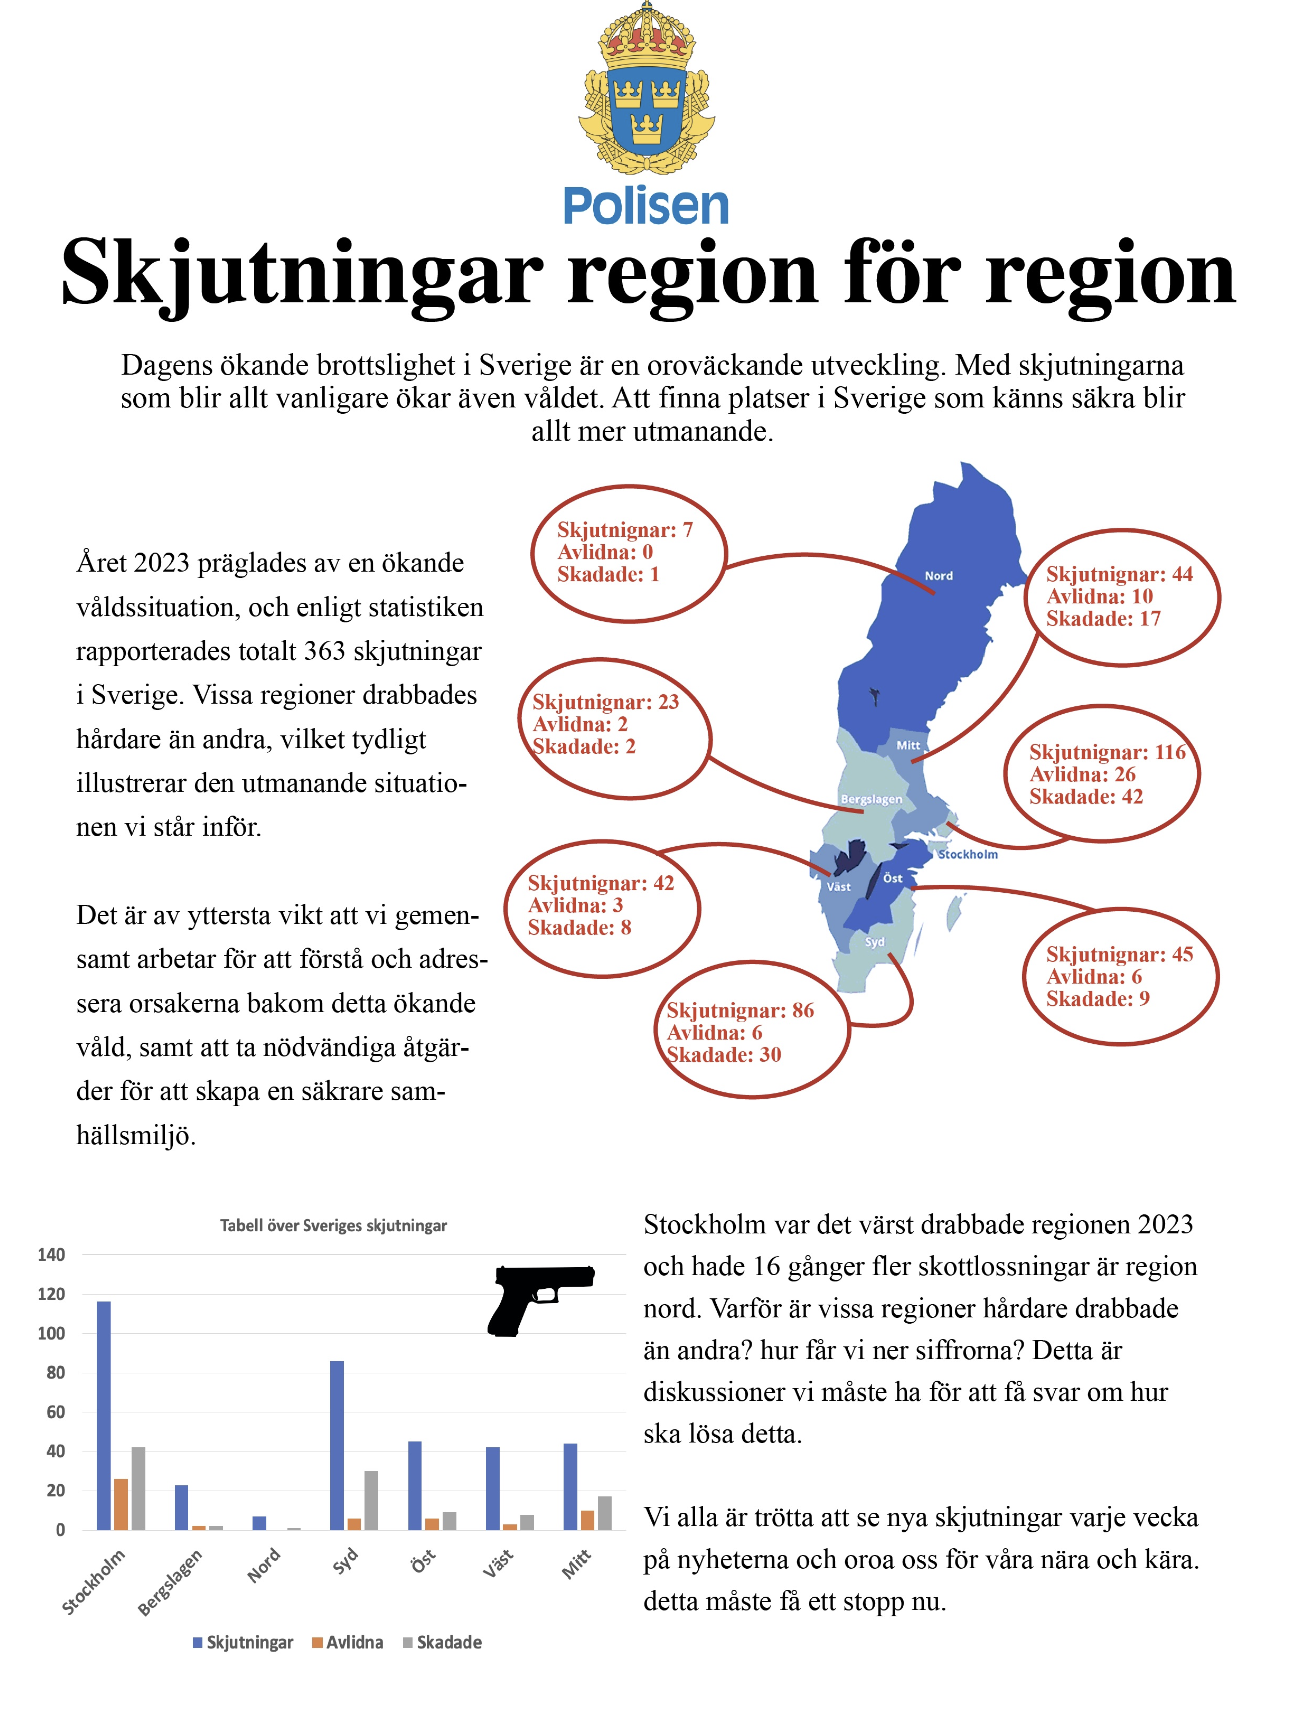 Polisen
Skjutningar region för region
Dagens ökande brottslighet i Sverige är en oroväckande utveckling. Med skjutningarna
som blir allt vanligare ökar även våldet. Att finna platser i Sverige som känns säkra blir
allt mer utmanande.
Året 2023 präglades av en ökande
våldssituation, och enligt statistiken
rapporterades totalt 363 skjutningar
i Sverige. Vissa regioner drabbades
hårdare än andra, vilket tydligt
illustrerar den utmanande situatio-
nen vi står inför.
Det är av yttersta vikt att vi gemen-
samt arbetar för att förstå och adres-
sera orsakerna bakom detta ökande
våld, samt att ta nödvändiga åtgär-
der för att skapa en säkrare sam-
hällsmiljö.
Skjutnignar: 7
Avlidna: 0
Skadade: 1
Skjutnignar: 44
Avlidna: 10
Skadade: 17
Skjutnignar: 23
Avlidna: 2
Skadade: 2
Skjutnignar: 116
Avlidna: 26
Skadade: 42
Skjutnignar: 42
Avlidna: 3
Skadade: 8
Skjutnignar: 45
Avlidna: 6
Skadade: 9
Skjutnignar: 86
Avlidna: 6
Skadade: 30
Nord
Mitt
Bergslagen
Stockholm
Väst
Öst
Syd
Tabell över Sveriges skjutningar
140
120
100
80
60
40
20
0
Stockholm
Bergslagen
Nord
Syd
Öst
Väst
Mitt
Skjutningar Avlidna Skadade
Stockholm var det värst drabbade regionen 2023
och hade 16 gånger fler skottlossningar är region
nord. Varför är vissa regioner hårdare drabbade
än andra? hur får vi ner siffrorna? Detta är
diskussioner vi måste ha för att få svar om hur
ska lösa detta.
Vi alla är trötta att se nya skjutningar varje vecka
på nyheterna och oroa oss för våra nära och kära.
detta måste få ett stopp nu.